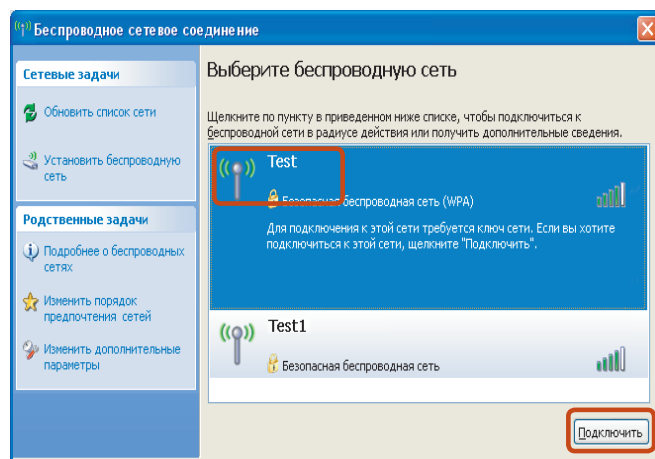 Беспроводное сетевое соединение
Сетевые задачи
Обновить список сети
Установить беспроводную
сеть
Родственные задачи
Подробнее о беспроводных
сетях
Изменить порядок
предпочтения сетей
Изменить дополнительные
параметры
Выберите беспроводную сеть
Щелкните по пункту в приведенном ниже списке, чтобы подключиться к
беспроводной сети в радиусе действия или получить дополнительные сведения.
Test
Безопасная беспроводная сеть (WPA)
Для подключения к этой сети требуется ключ сети. Если вы хотите
подключиться к этой сети, щелкните "Подключить".
Test1
Безопасная беспроводная сеть
Подключить